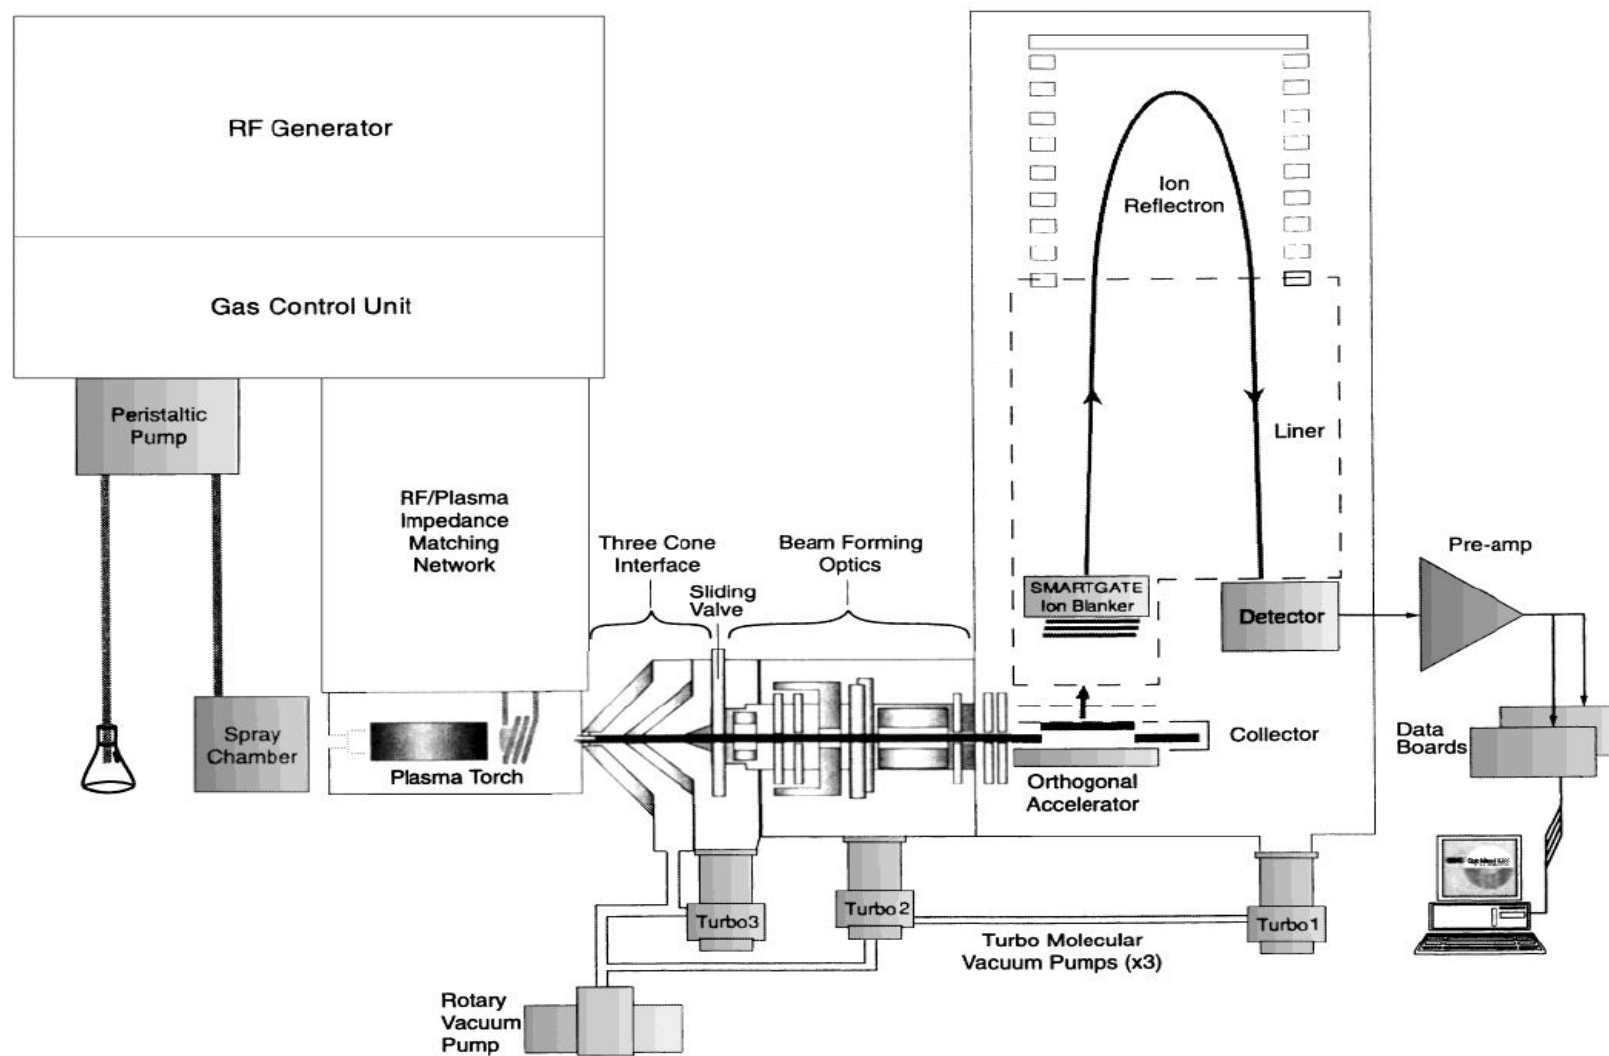 RF Generator
Gas Control Unit
Peristaltic
Pump
RF/Plasma
Impedance
Matching
Network
Spray
Chamber
Plasma Torch
Three Cone
Interface
Sliding
Valve
Beam Forming
Optics
Ion
Reflectron
Liner
SMARTGATE
Ion Blanker
Detector
Pre-amp
Collector
Orthogonal
Accelerator
Data
Boards
Turbo3
Turbo2
Turbo1
Turbo Molecular
Vacuum Pumps (x3)
Rotary
Vacuum
Pump